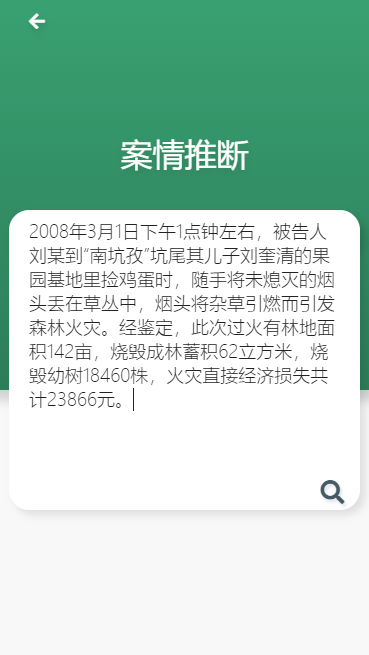 案情推断
2008年3月1日下午1点钟左右，被告人
刘某到“南坑孜”坑尾其儿子刘奎清的果
园基地里捡鸡蛋时，随手将未熄灭的烟
头丢在草丛中，烟头将杂草引燃而引发
森林火灾。经鉴定，此次过火有林地面
积142亩，烧毁成林蓄积62立方米，烧
毁幼树18460株，火灾直接经济损失共
计23866元。